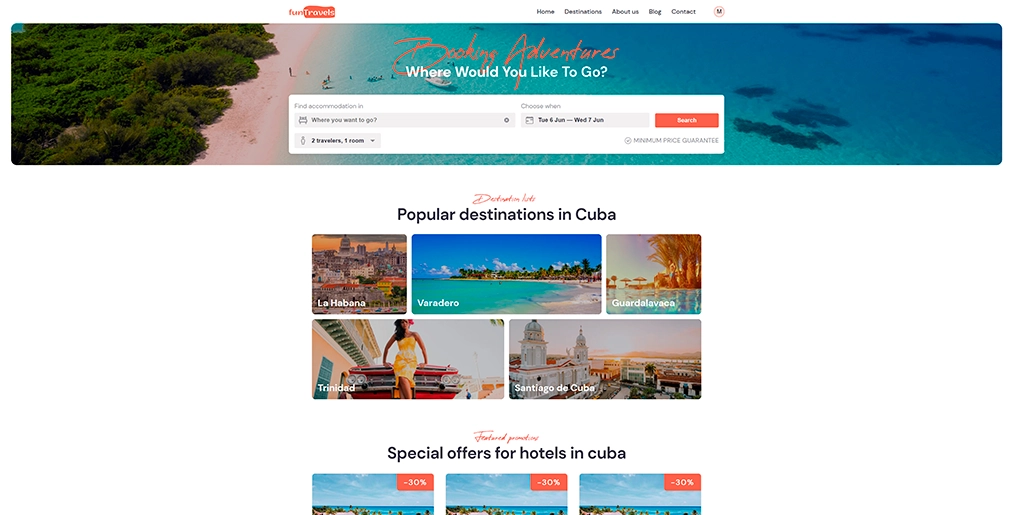 funTravels
Home Destinations About us Blog Contact M
Booking Adventures
Where Would You Like To Go?
Find accommodation in Choose when
Where you want to go? Tue 6 Jun — Wed 7 Jun Search
2 travelers, 1 room MINIMUM PRICE GUARANTEE
Destination lists
Popular destinations in Cuba
La Habana Varadero Guardalavaca
Trinidad Santiago de Cuba
Featured promotions
Special offers for hotels in cuba
-30% -30% -30%